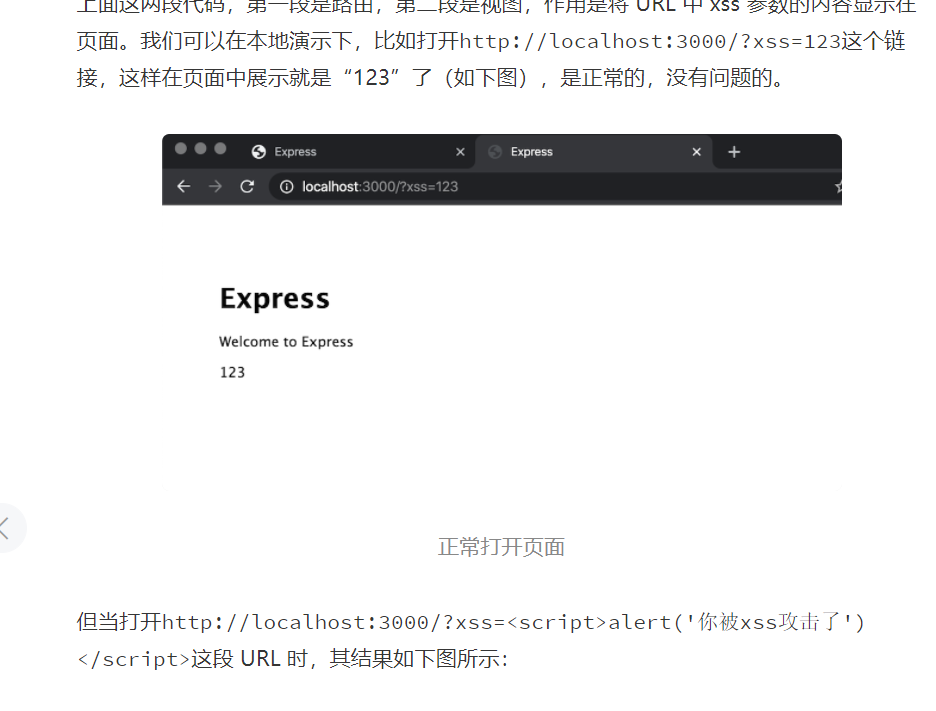 上面这两段代码，第一段是路由，第二段是视图，作用是将 URL 中 xss 参数的内容显示在
页面。我们可以在本地演示下，比如打开http://localhost:3000/?xss=123这个链
接，这样在页面中展示就是“123”了（如下图），是正常的，没有问题的。
Express
Express
localhost:3000/?xss=123
Express
Welcome to Express
123
正常打开页面
但当打开http://localhost:3000/?xss=<script>alert('你被xss攻击了')
</script>这段 URL 时，其结果如下图所示：